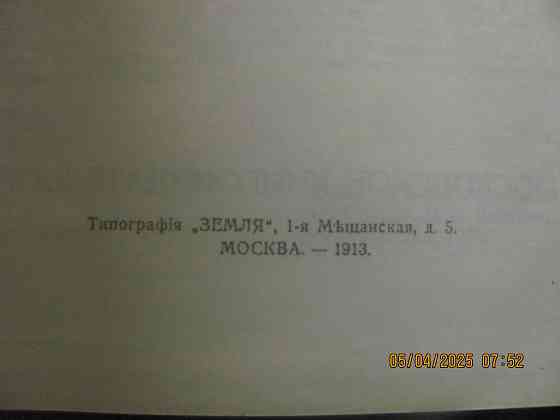 Типографія „ЗЕМЛЯ“, 1-я Мѣщанская, д. 5.
МОСКВА. — 1913.
05/04/2025 07:52